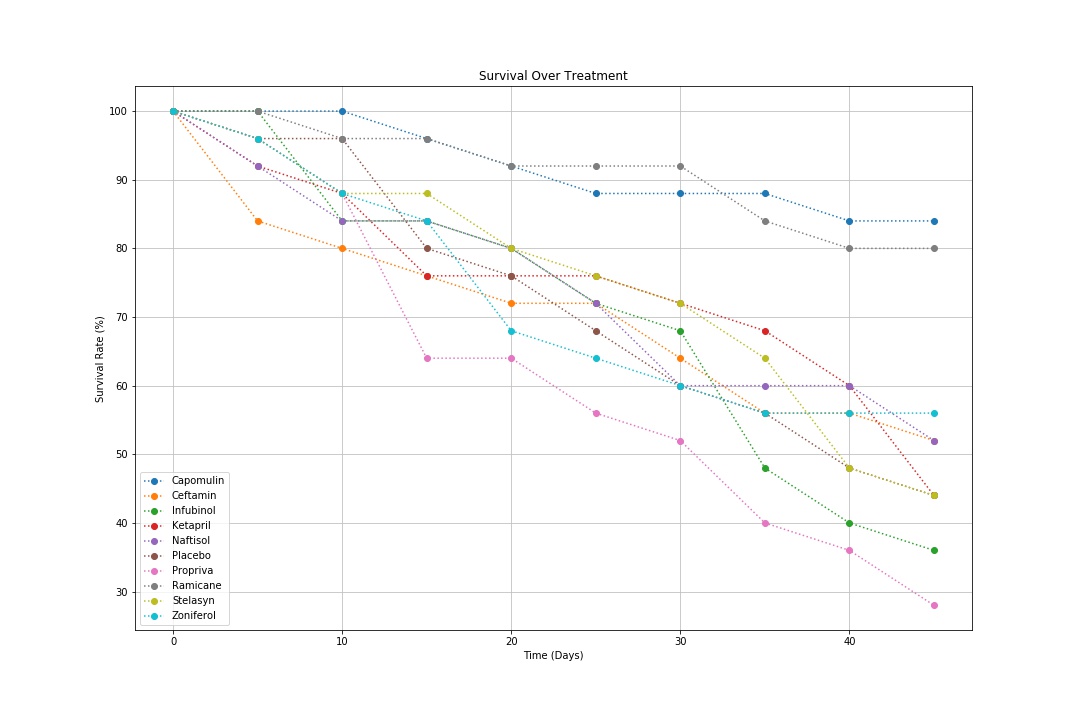 Survival Over Treatment
Survival Rate (%)
100
90
80
70
60
50
40
30
Capomulin
Ceftamin
Infubinol
Ketapril
Naftisol
Placebo
Propriva
Ramicane
Stelasyn
Zoniferol
0 10 20 30 40
Time (Days)